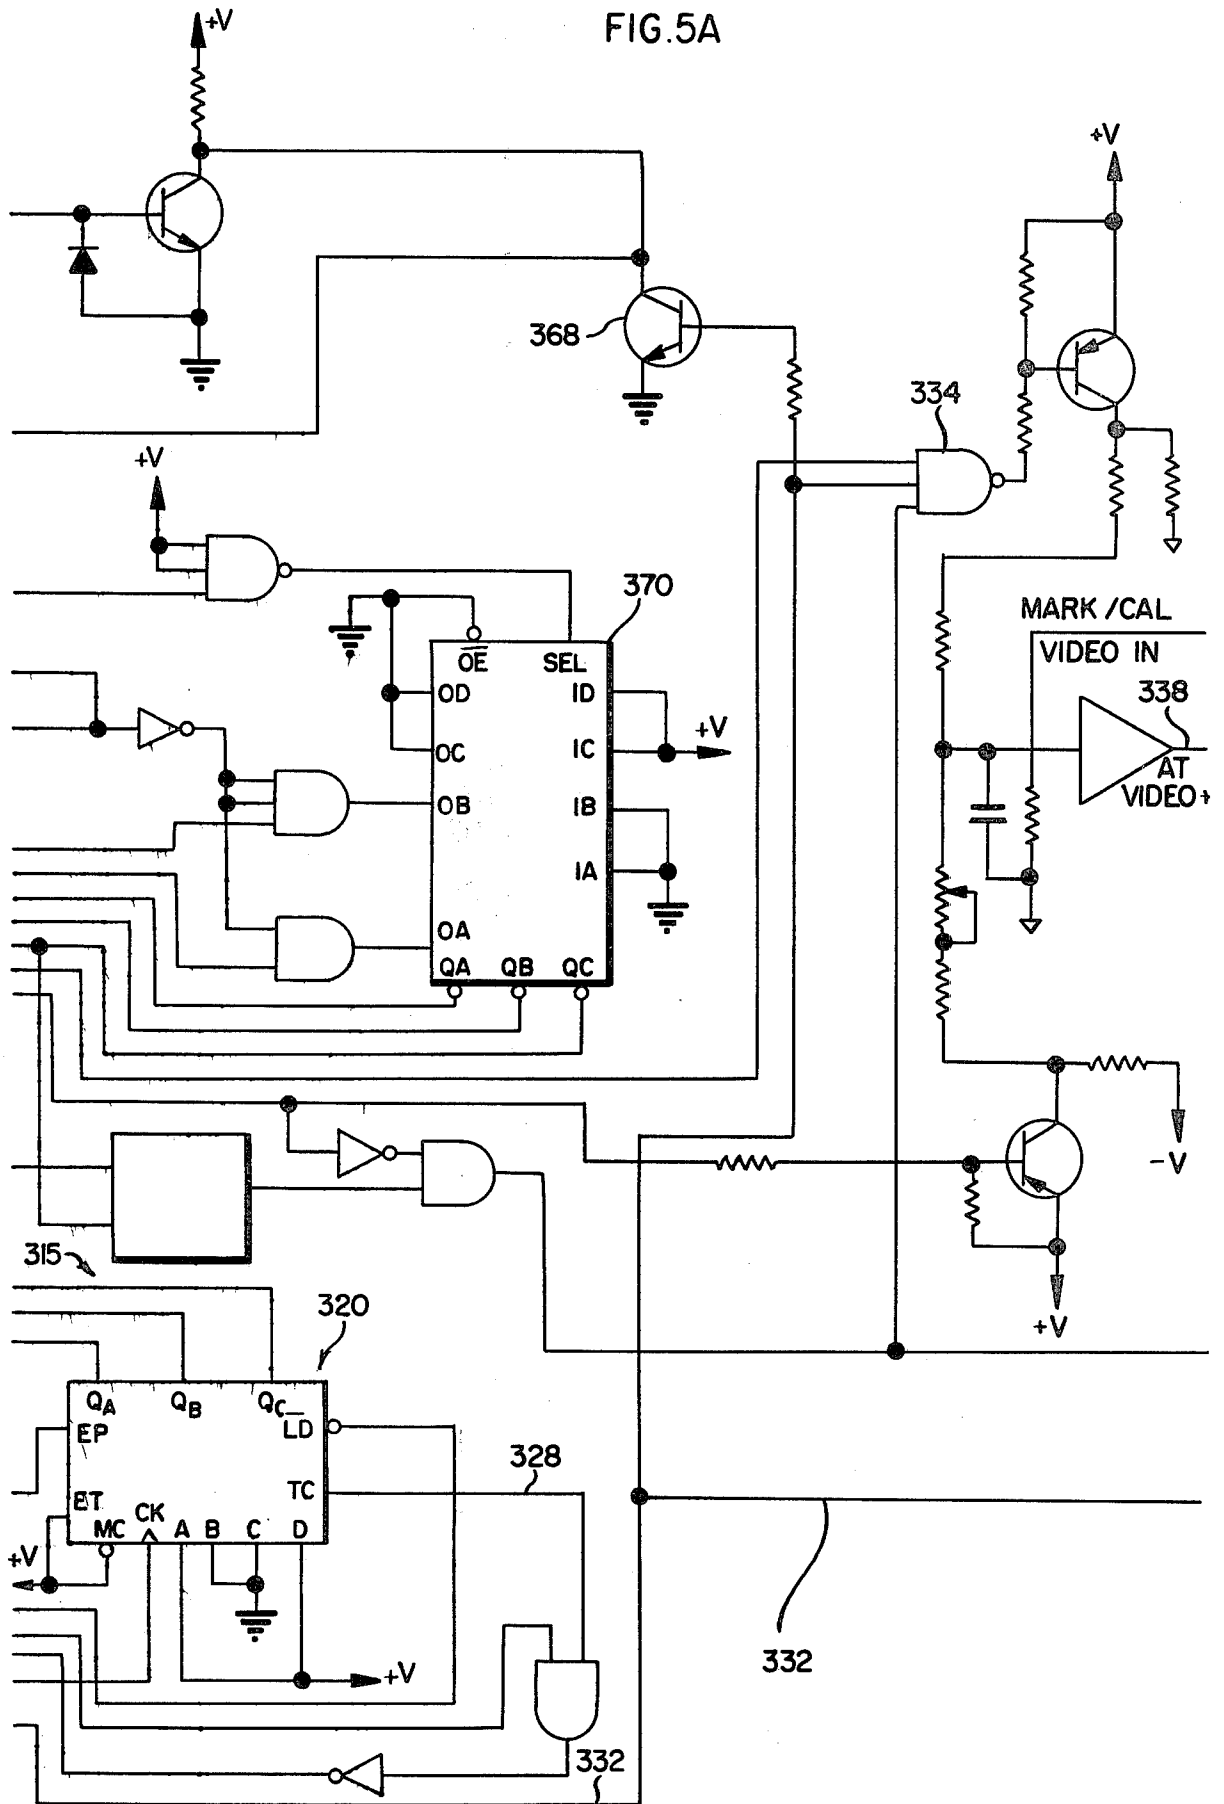 FIG.5A
+V
+V
368
334
+V
370
MARK/CAL
VIDEO IN
OE SEL
OD ID
338
+V
OC IC
AT
VIDEO+
OB IB
IA
OA
QA QB QC
-V
315
320
+V
QA QB QC
LD
EP
328
TC
ET
CK
MC A B C D
+V
+V
332
332